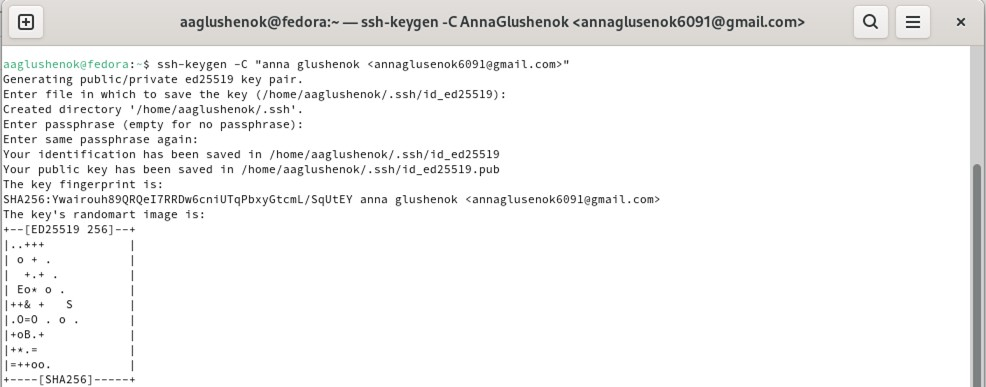 aaglushenok@fedora:~ — ssh-keygen -C AnnaGlushenok <annaglusenok6091@gmail.com>
aaglushenok@fedora:~$ ssh-keygen -C "anna glushenok <annaglusenok6091@gmail.com>"
Generating public/private ed25519 key pair.
Enter file in which to save the key (/home/aaglushenok/.ssh/id_ed25519):
Created directory '/home/aaglushenok/.ssh'.
Enter passphrase (empty for no passphrase):
Enter same passphrase again:
Your identification has been saved in /home/aaglushenok/.ssh/id_ed25519
Your public key has been saved in /home/aaglushenok/.ssh/id_ed25519.pub
The key fingerprint is:
SHA256:Ywairouh89QRQeI7RRDw6cniUTqPbxyGtcmL/SqUtEY anna glushenok <annaglusenok6091@gmail.com>
The key's randomart image is:
+--[ED25519 256]--+
|..+++            |
| o + .           |
|  +.+ .          |
| Eo* o .         |
|++& +   S        |
|.O=O . o .       |
|+oB.+            |
|+*.=             |
|=++oo.           |
+----[SHA256]-----+